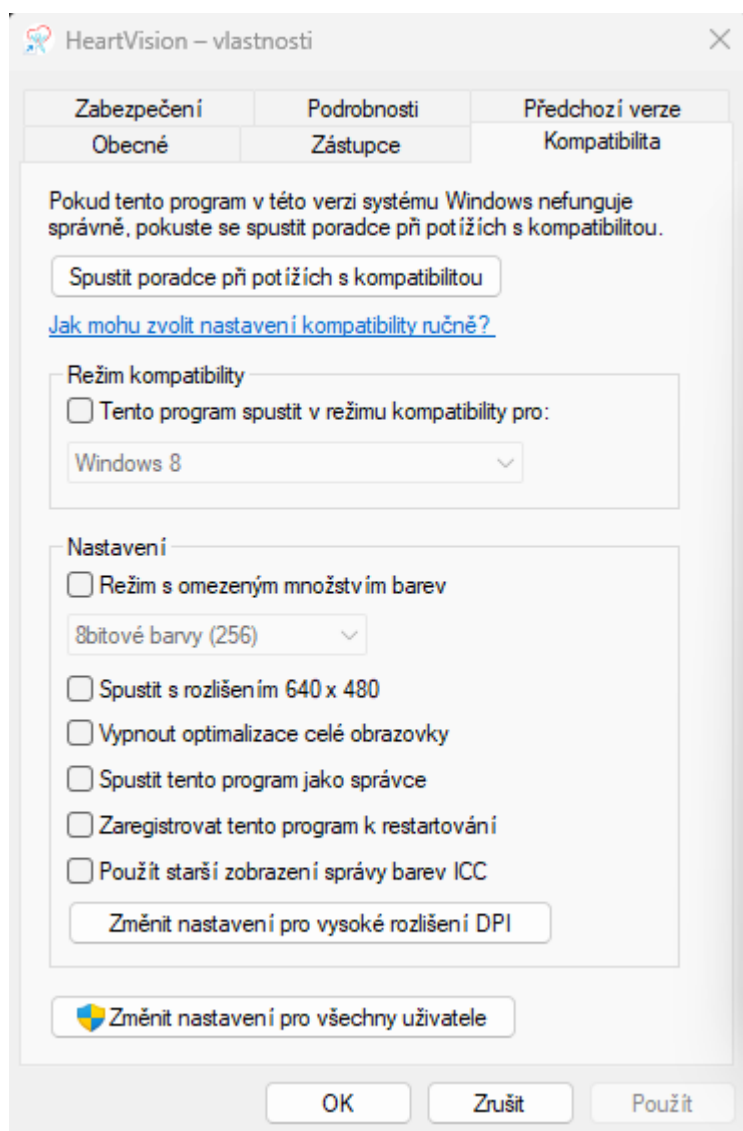 HeartVision – vlastnosti
Zabezpečení Podrobnosti Předchozí verze
Obecné Zástupce Kompatibilita
Pokud tento program v této verzi systému Windows nefunguje
správně, pokuste se spustit poradce při potížích s kompatibilitou.
Spustit poradce při potížích s kompatibilitou
Jak mohu zvolit nastavení kompatibility ručně?
Režim kompatibility
Tento program spustit v režimu kompatibility pro:
Windows 8
Nastavení
Režim s omezeným množstvím barev
8bitové barvy (256)
Spustit s rozlišením 640 x 480
Vypnout optimalizace celé obrazovky
Spustit tento program jako správce
Zaregistrovat tento program k restartování
Použít starší zobrazení správy barev ICC
Změnit nastavení pro vysoké rozlišení DPI
Změnit nastavení pro všechny uživatele
OK Zrušit Použít